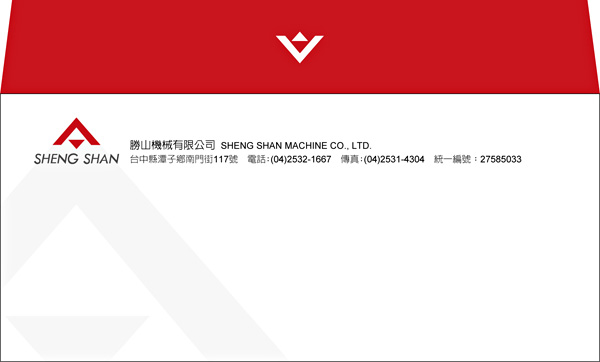 SHENG SHAN
勝山機械有限公司 SHENG SHAN MACHINE CO., LTD.
台中縣潭子鄉南門街117號 電話:(04)2532-1667 傳真:(04)2531-4304 統一編號：27585033